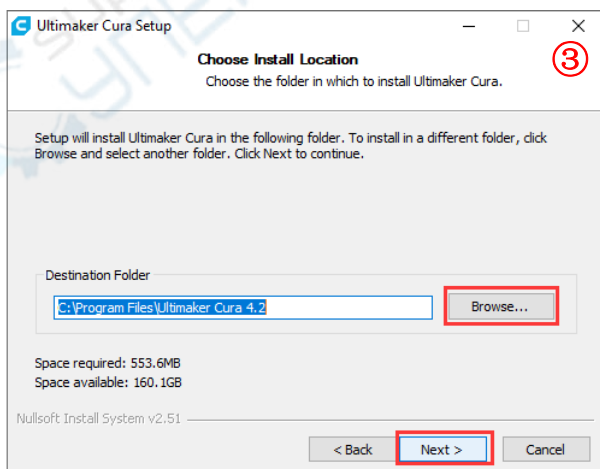 Ultimaker Cura Setup
③
Choose Install Location
Choose the folder in which to install Ultimaker Cura.
Setup will install Ultimaker Cura in the following folder. To install in a different folder, click
Browse and select another folder. Click Next to continue.
Destination Folder
C:\Program Files\Ultimaker Cura 4.2
Browse...
Space required: 553.6MB
Space available: 160.1GB
Nullsoft Install System v2.51
< Back Next > Cancel